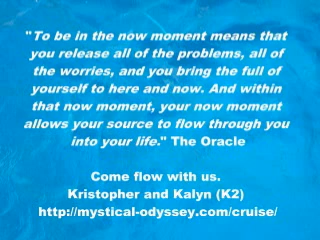 "To be in the now moment means that
you release all of the problems, all of
the worries, and you bring the full of
yourself to here and now. And within
that now moment, your now moment
allows your source to flow through you
into your life." The Oracle
Come flow with us.
Kristopher and Kalyn (K2)
http://mystical-odyssey.com/cruise/